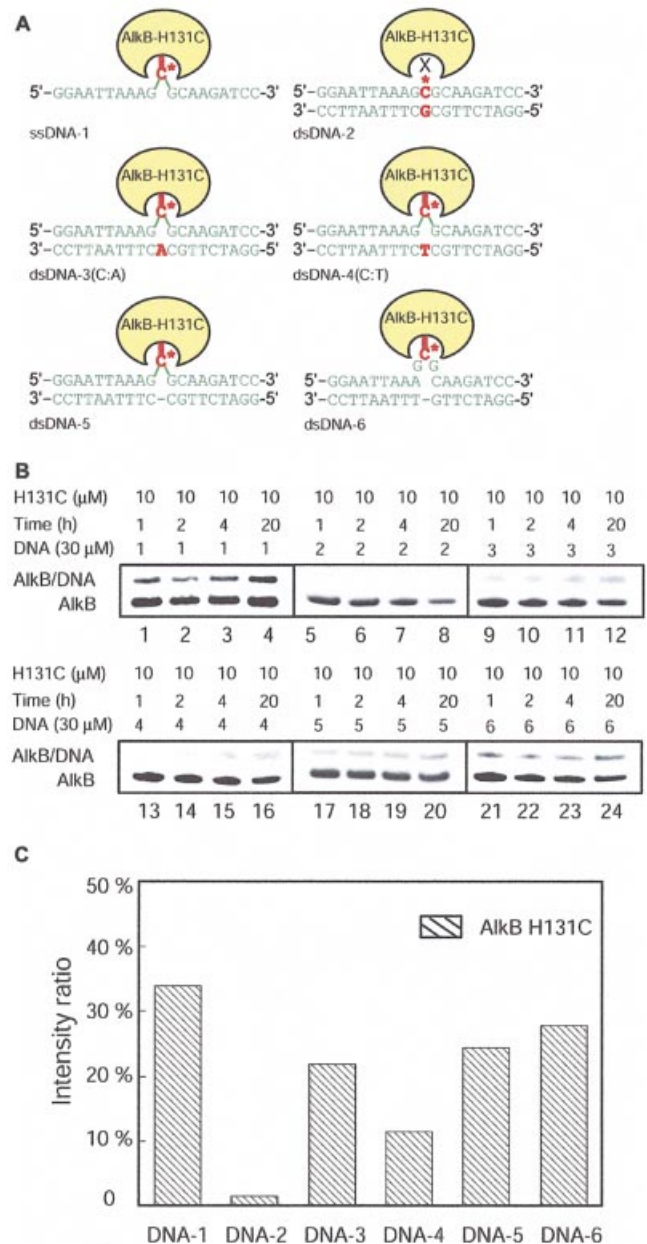 A
AlkB-H131C
C*
5'-GGAATTAAAG GCAAGATCC-3'
ssDNA-1
AlkB-H131C
X
*
5'-GGAATTAAAGCGCAAGATCC-3'
3'-CCTTAATTTCGCGTTCTAGG-5'
dsDNA-2
AlkB-H131C
C*
5'-GGAATTAAAG GCAAGATCC-3'
3'-CCTTAATTTCACGTTCTAGG-5'
dsDNA-3(C:A)
AlkB-H131C
C*
5'-GGAATTAAAG GCAAGATCC-3'
3'-CCTTAATTTCTCGTTCTAGG-5'
dsDNA-4(C:T)
AlkB-H131C
C*
5'-GGAATTAAAG GCAAGATCC-3'
3'-CCTTAATTTC-CGTTCTAGG-5'
dsDNA-5
AlkB-H131C
C*
G G
5'-GGAATTAAA CAAGATCC-3'
3'-CCTTAATTT-GTTCTAGG-5'
dsDNA-6
B
H131C (µM) 10 10 10 10 10 10 10 10 10 10 10 10
Time (h) 1 2 4 20 1 2 4 20 1 2 4 20
DNA (30 µM) 1 1 1 1 2 2 2 2 3 3 3 3
AlkB/DNA
AlkB
1 2 3 4 5 6 7 8 9 10 11 12
H131C (µM) 10 10 10 10 10 10 10 10 10 10 10 10
Time (h) 1 2 4 20 1 2 4 20 1 2 4 20
DNA (30 µM) 4 4 4 4 5 5 5 5 6 6 6 6
AlkB/DNA
AlkB
13 14 15 16 17 18 19 20 21 22 23 24
C
50 %
40 %
30 %
20 %
10 %
0
Intensity ratio
AlkB H131C
DNA-1 DNA-2 DNA-3 DNA-4 DNA-5 DNA-6